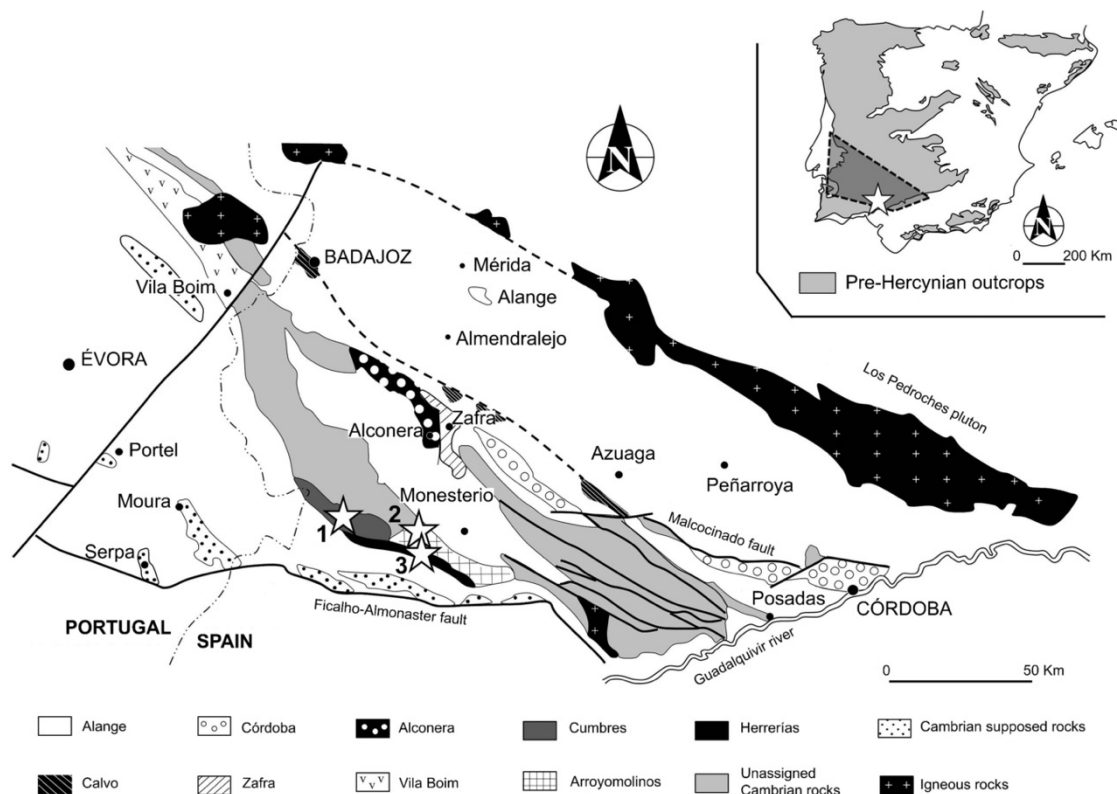 N
N
0 200 Km
Pre-Hercynian outcrops
BADAJOZ
Mérida
Alange
Vila Boim
Almendralejo
ÉVORA
Los Pedroches pluton
Zafra
Alconera
Portel
Azuaga
Peñarroya
Moura
Monesterio
1
2
3
Malcocinado fault
Serpa
Posadas
CÓRDOBA
Ficalho-Almonaster fault
PORTUGAL
SPAIN
Guadalquivir river
0 50 Km
Alange
Córdoba
Alconera
Cumbres
Herrerías
Cambrian supposed rocks
Calvo
Zafra
Vila Boim
Arroyomolinos
Unassigned
Cambrian rocks
Igneous rocks